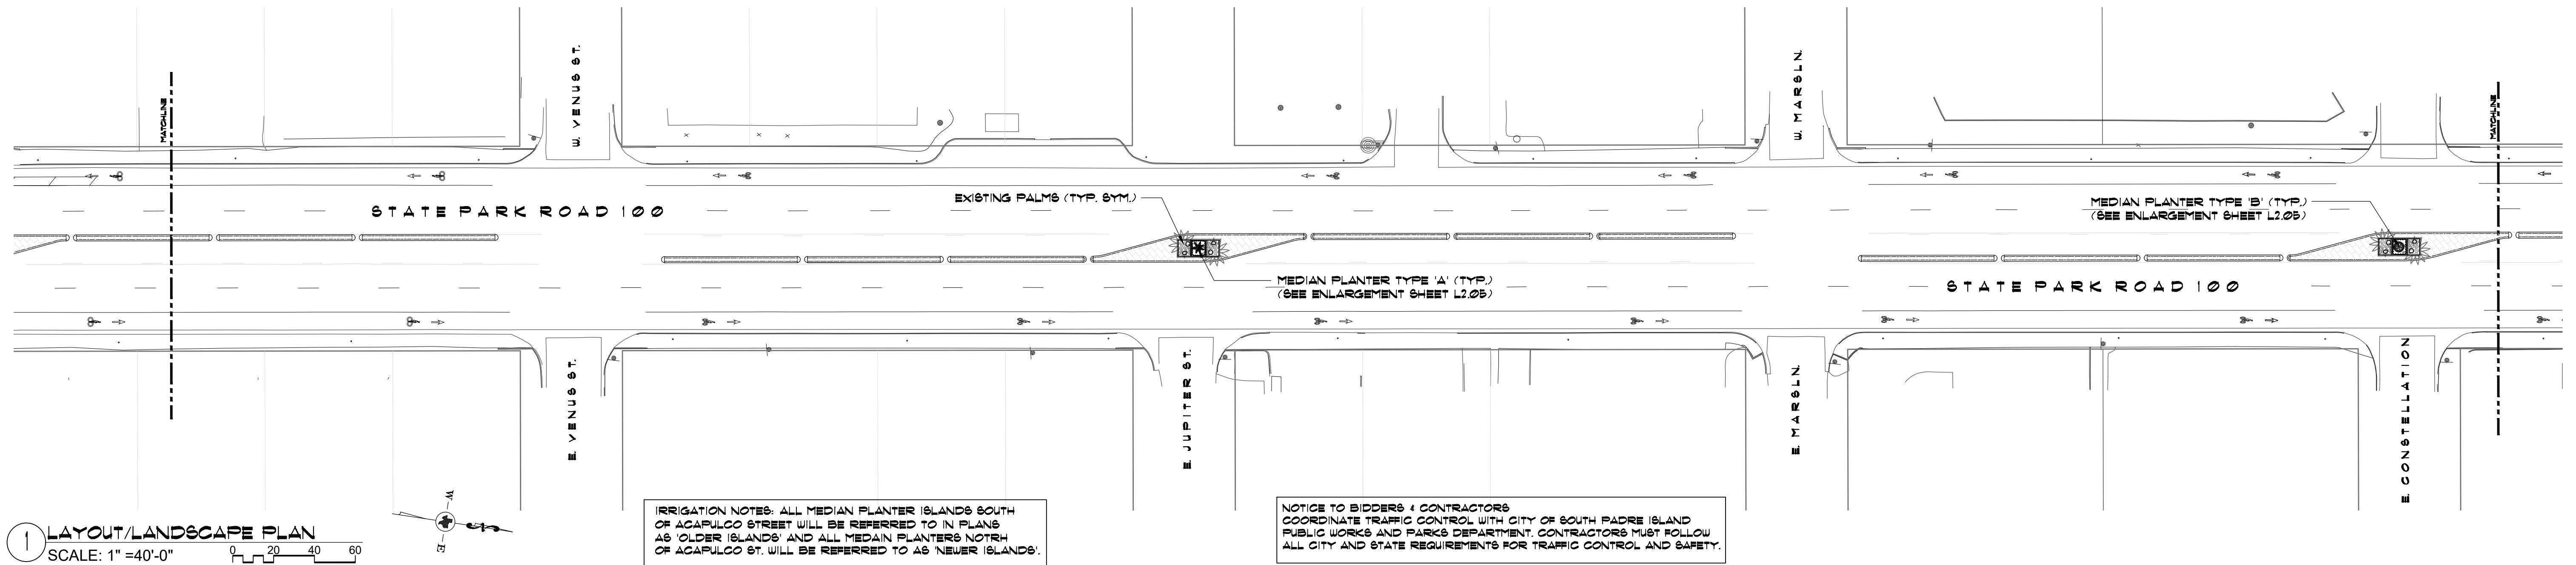 W. VENUS ST.
W. MARS LN.
MATCHLINE
MATCHLINE
EXISTING PALMS (TYP. SYM.)
STATE PARK ROAD 100
MEDIAN PLANTER TYPE 'B' (TYP.)
(SEE ENLARGEMENT SHEET L2.05)
MEDIAN PLANTER TYPE 'A' (TYP.)
(SEE ENLARGEMENT SHEET L2.05)
STATE PARK ROAD 100
E. VENUS ST.
E. JUPITER ST.
E. MARS LN.
E. CONSTELLATION
W
E
1
LAYOUT/LANDSCAPE PLAN
SCALE: 1" =40'-0"
0 20 40 60
IRRIGATION NOTES: ALL MEDIAN PLANTER ISLANDS SOUTH
OF ACAPULCO STREET WILL BE REFERRED TO IN PLANS
AS 'OLDER ISLANDS' AND ALL MEDAIN PLANTERS NOTRH
OF ACAPULCO ST. WILL BE REFERRED TO AS 'NEWER ISLANDS'.
NOTICE TO BIDDERS & CONTRACTORS
COORDINATE TRAFFIC CONTROL WITH CITY OF SOUTH PADRE ISLAND
PUBLIC WORKS AND PARKS DEPARTMENT. CONTRACTORS MUST FOLLOW
ALL CITY AND STATE REQUIREMENTS FOR TRAFFIC CONTROL AND SAFETY.